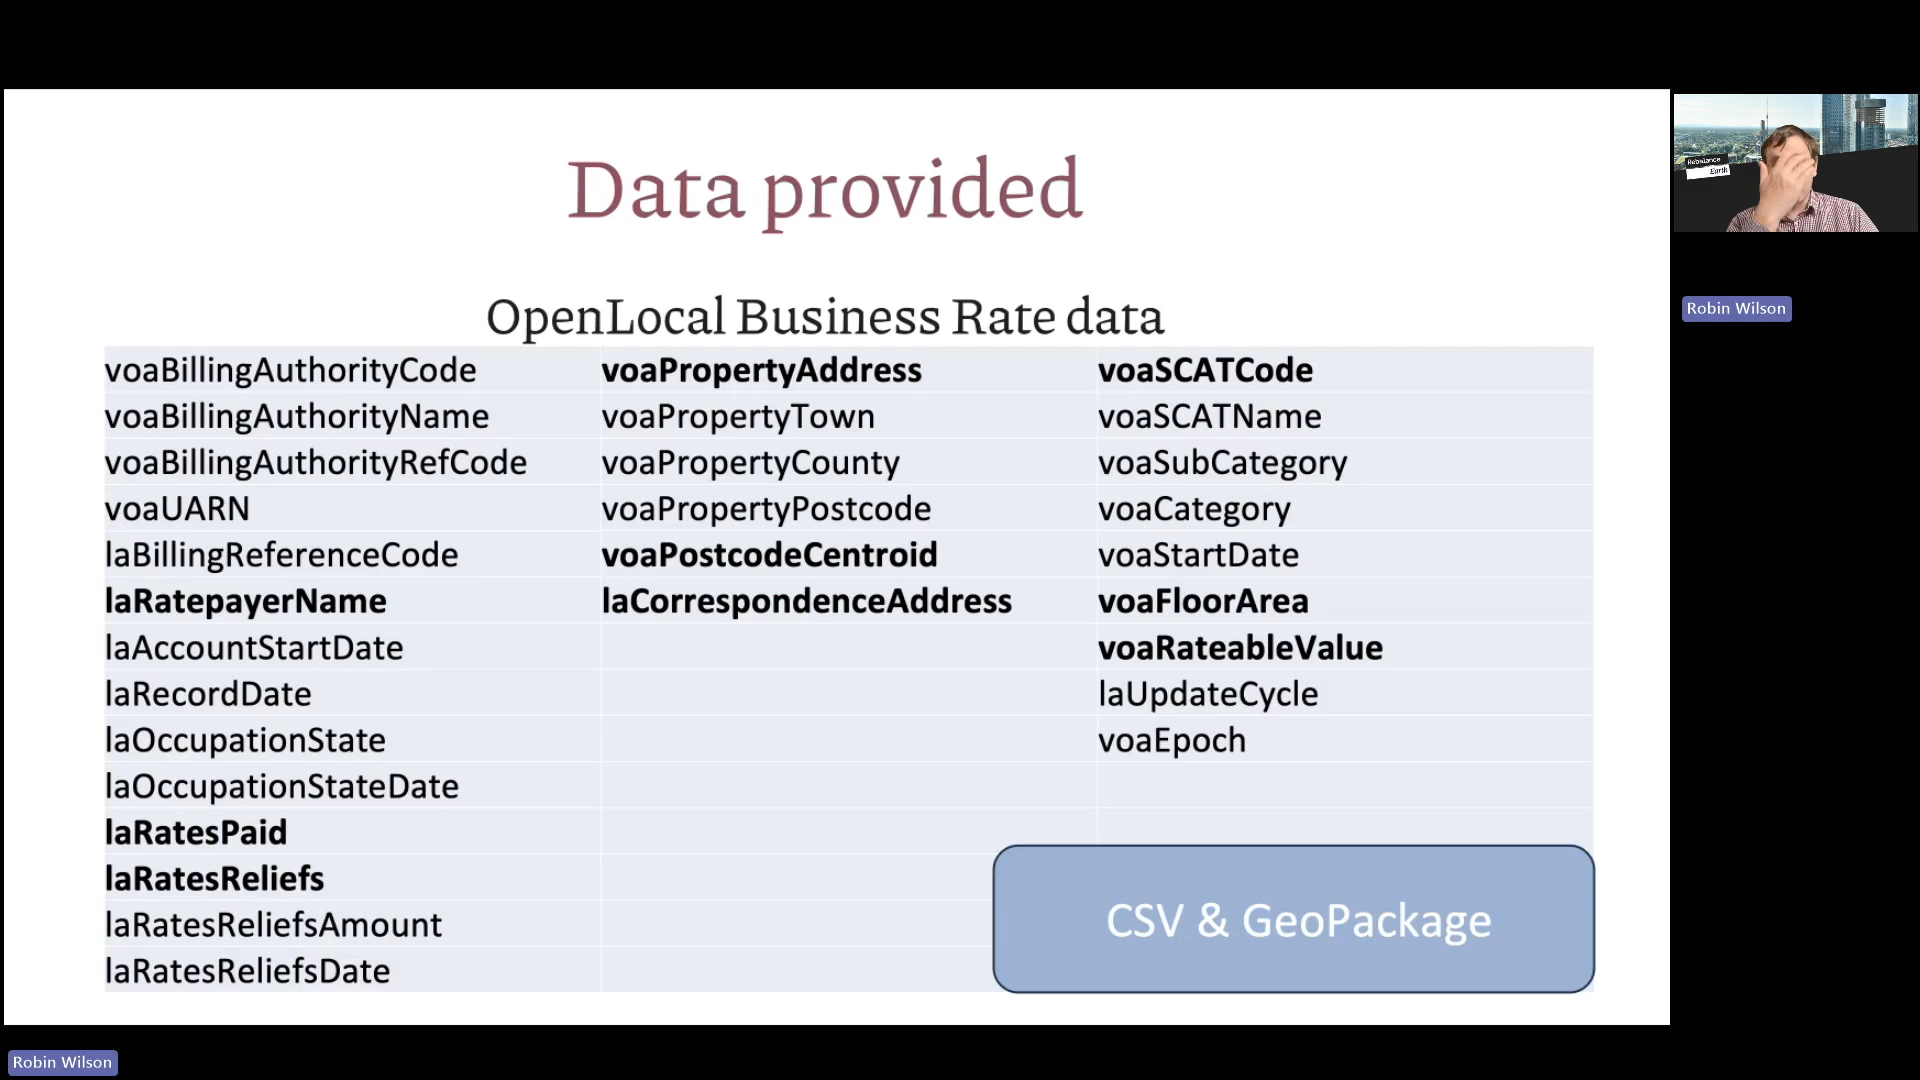 Data provided
OpenLocal Business Rate data
voaBillingAuthorityCode
voaBillingAuthorityName
voaBillingAuthorityRefCode
voaUARN
laBillingReferenceCode
laRatepayerName
laAccountStartDate
laRecordDate
laOccupationState
laOccupationStateDate
laRatesPaid
laRatesReliefs
laRatesReliefsAmount
laRatesReliefsDate
voaPropertyAddress
voaPropertyTown
voaPropertyCounty
voaPropertyPostcode
voaPostcodeCentroid
laCorrespondenceAddress
voaSCATCode
voaSCATName
voaSubCategory
voaCategory
voaStartDate
voaFloorArea
voaRateableValue
laUpdateCycle
voaEpoch
CSV & GeoPackage
Rebalance
Earth
Robin Wilson
Robin Wilson